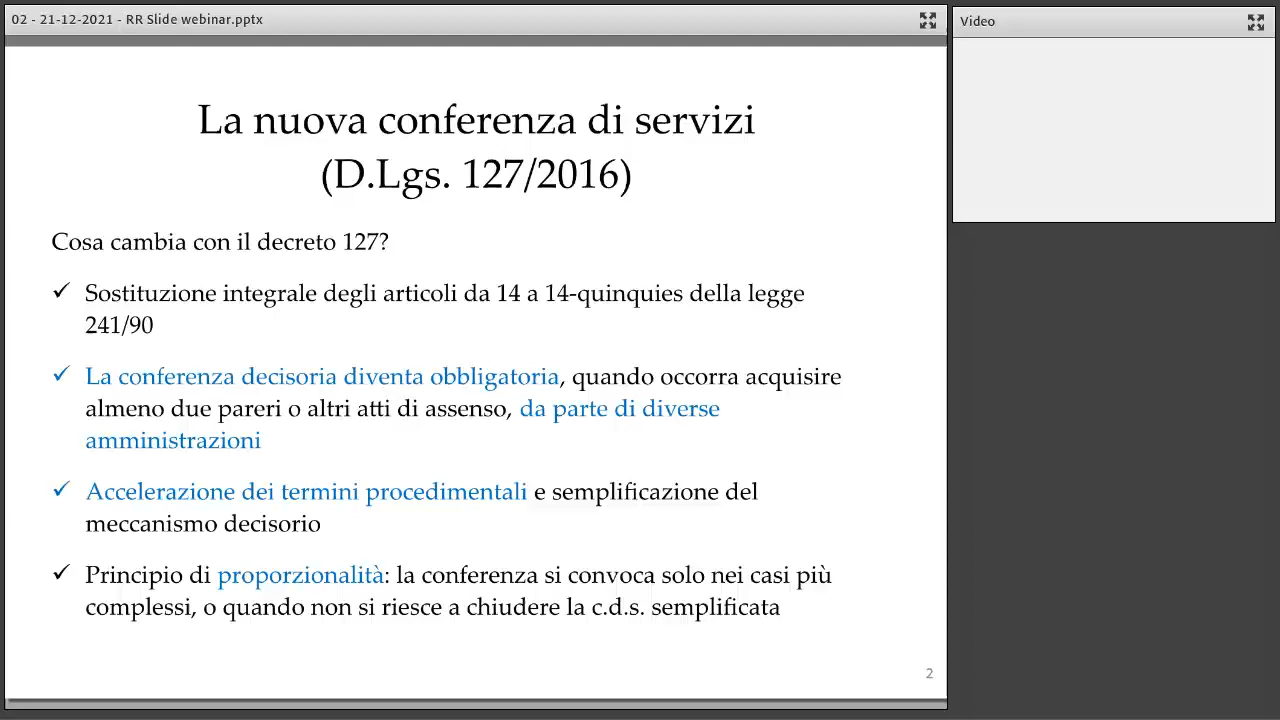 02 - 21-12-2021 - RR Slide webinar.pptx
Video
La nuova conferenza di servizi
(D.Lgs. 127/2016)
Cosa cambia con il decreto 127?
✓ Sostituzione integrale degli articoli da 14 a 14-quinquies della legge
241/90
✓ La conferenza decisoria diventa obbligatoria, quando occorra acquisire
almeno due pareri o altri atti di assenso, da parte di diverse
amministrazioni
✓ Accelerazione dei termini procedimentali e semplificazione del
meccanismo decisorio
✓ Principio di proporzionalità: la conferenza si convoca solo nei casi più
complessi, o quando non si riesce a chiudere la c.d.s. semplificata
2